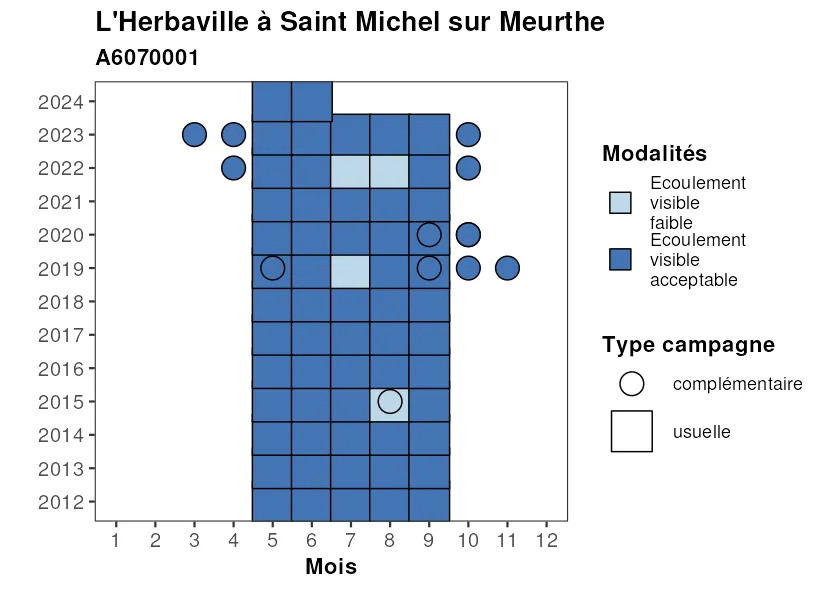 L'Herbaville à Saint Michel sur Meurthe
A6070001
2024
2023
2022
2021
2020
2019
2018
2017
2016
2015
2014
2013
2012
1 2 3 4 5 6 7 8 9 10 11 12
Mois
Modalités
Ecoulement
visible
faible
Ecoulement
visible
acceptable
Type campagne
complémentaire
usuelle